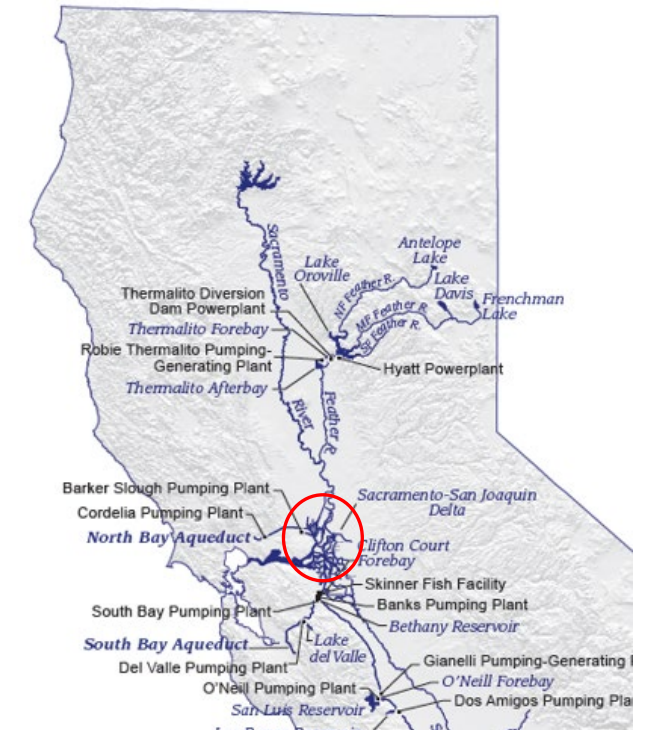 Sacramento
River
Antelope
Lake
Lake
Oroville
NF Feather R.
Lake
Davis
Frenchman
Lake
MF Feather R.
SF Feather R.
Thermalito Diversion
Dam Powerplant
Thermalito Forebay
Robie Thermalito Pumping-
Generating Plant
Hyatt Powerplant
Thermalito Afterbay
Feather R.
Barker Slough Pumping Plant
Sacramento-San Joaquin
Delta
Cordelia Pumping Plant
North Bay Aqueduct
Clifton Court
Forebay
Skinner Fish Facility
Banks Pumping Plant
South Bay Pumping Plant
Bethany Reservoir
South Bay Aqueduct
Lake
del Valle
Del Valle Pumping Plant
Gianelli Pumping-Generating
O'Neill Forebay
O'Neill Pumping Plant
Dos Amigos Pumping Pla
San Luis Reservoir